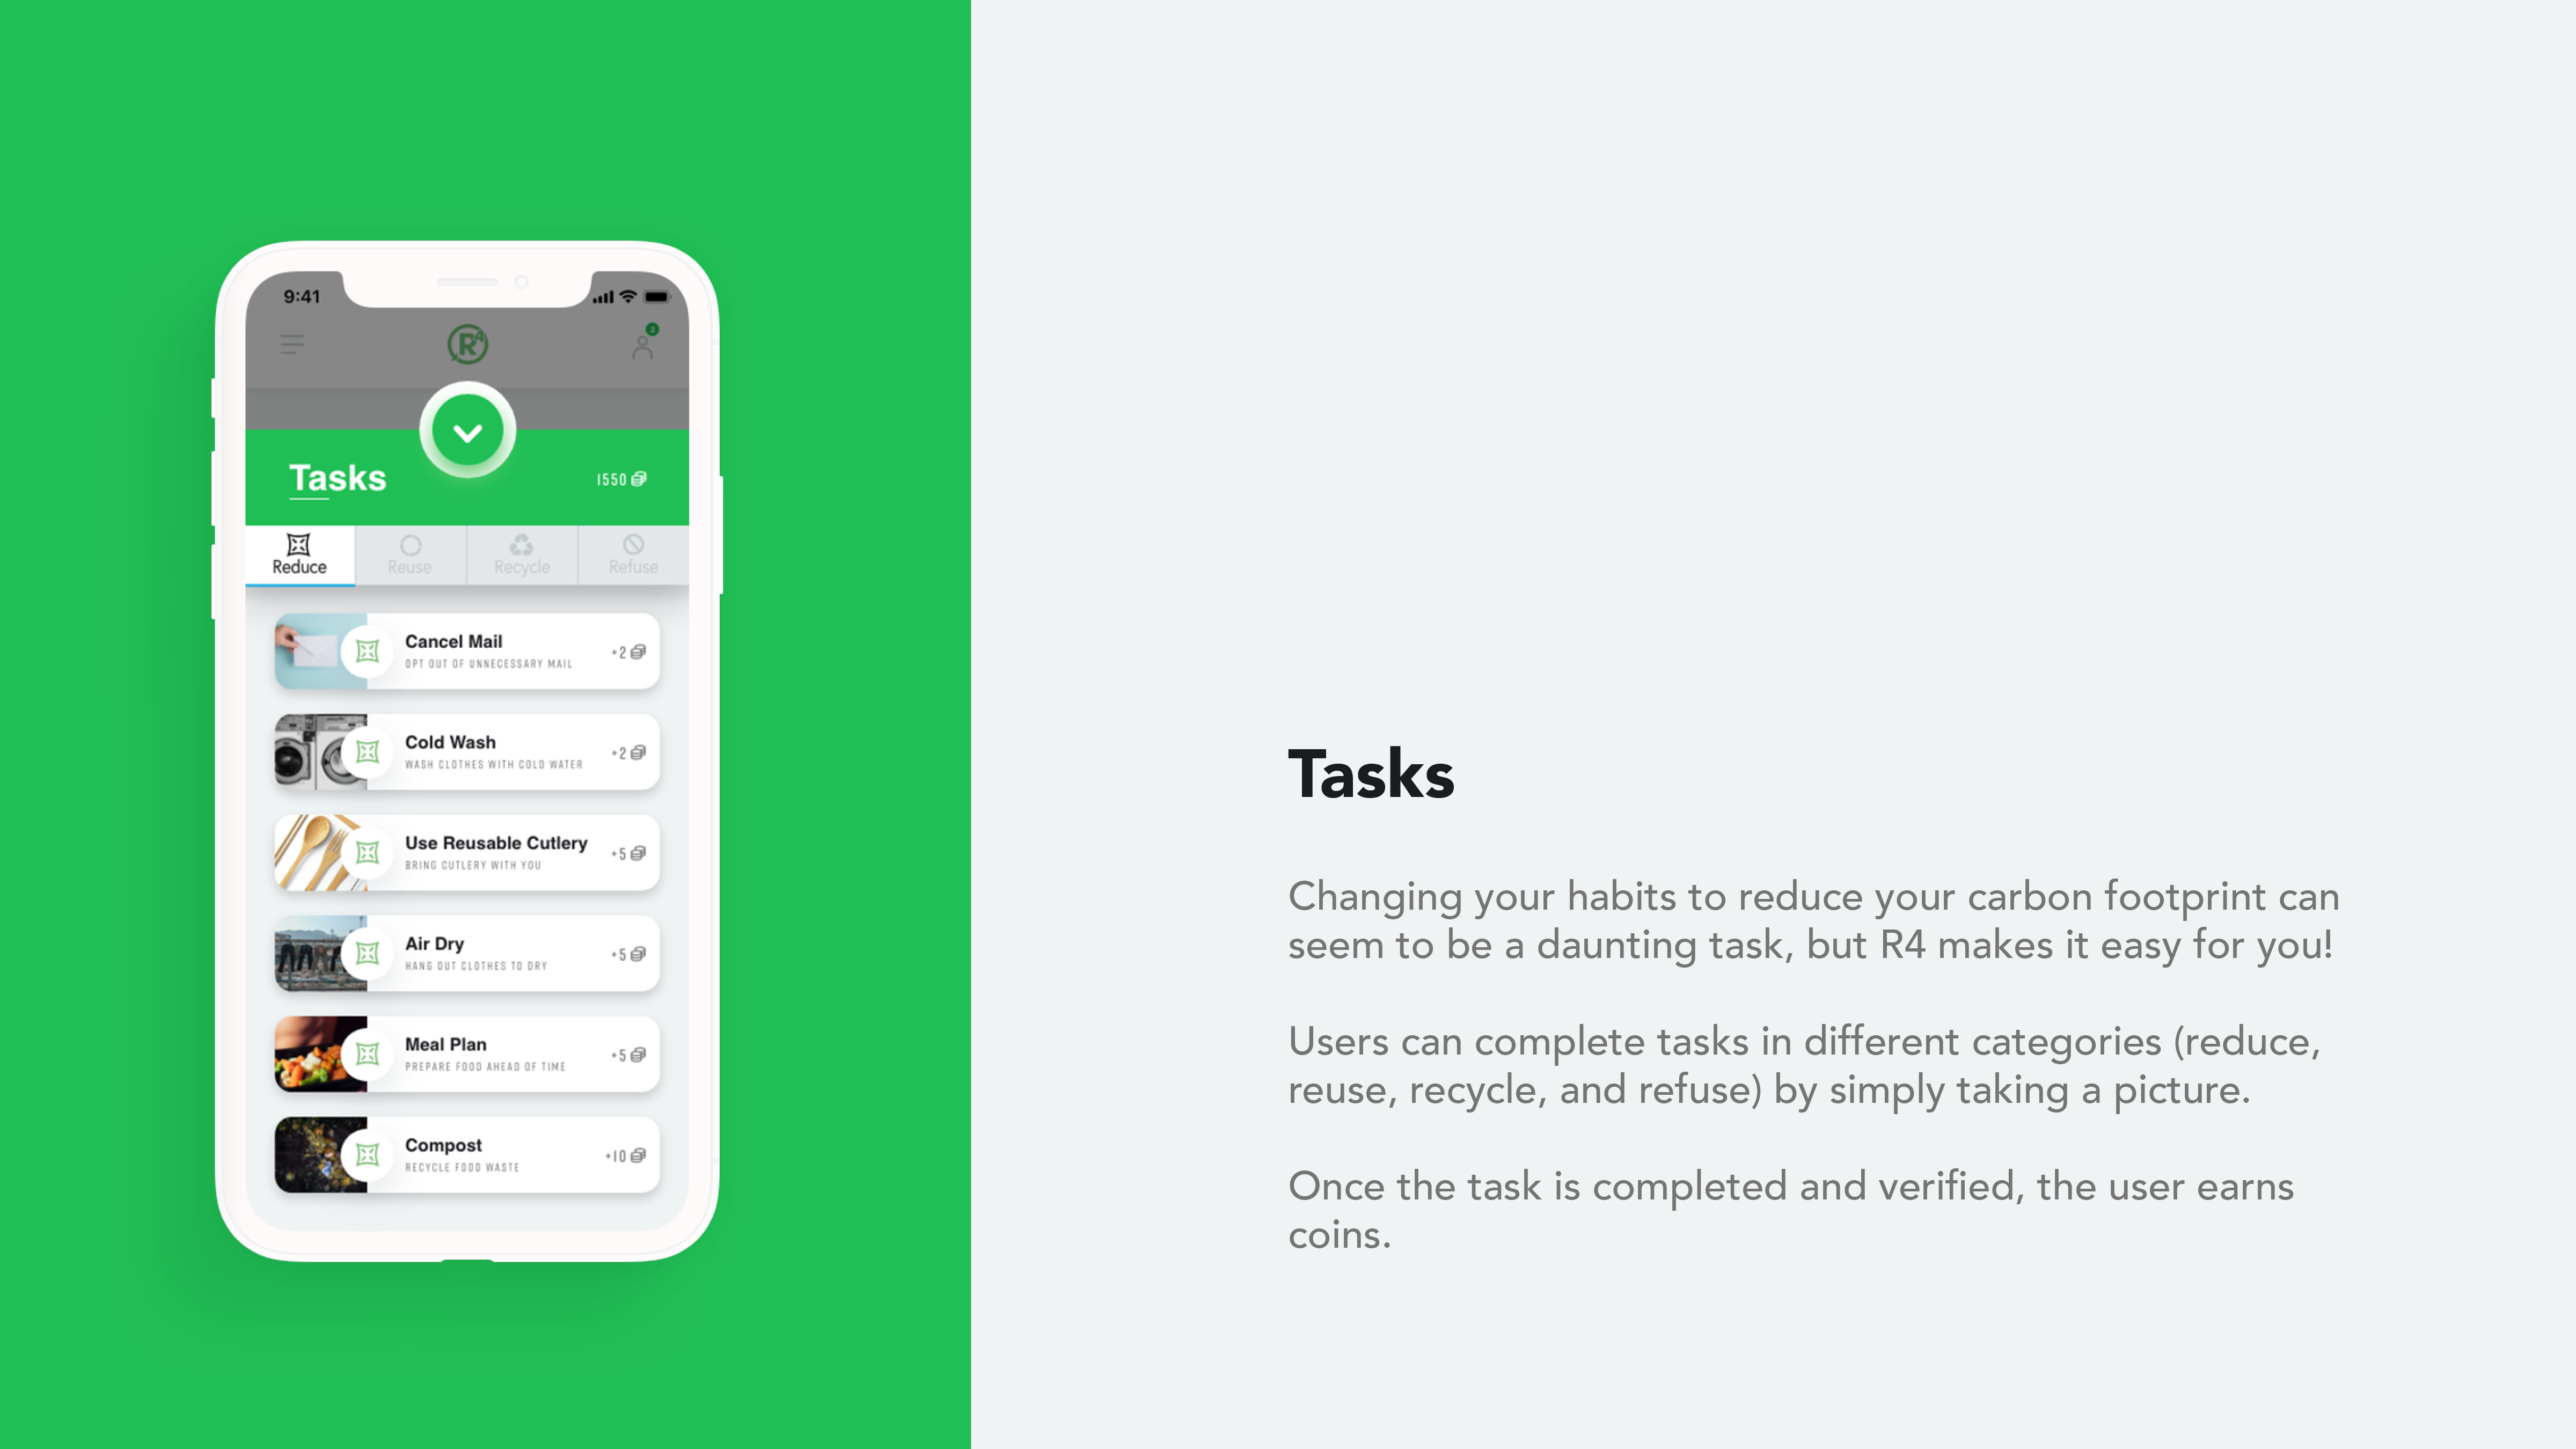 9:41
R4
2
Tasks
1550
Reduce
Reuse
Recycle
Refuse
Cancel Mail
OPT OUT OF UNNECESSARY MAIL
+2
Cold Wash
WASH CLOTHES WITH COLD WATER
+2
Use Reusable Cutlery
BRING CUTLERY WITH YOU
+5
Air Dry
HANG OUT CLOTHES TO DRY
+5
Meal Plan
PREPARE FOOD AHEAD OF TIME
+5
Compost
RECYCLE FOOD WASTE
+10
Tasks
Changing your habits to reduce your carbon footprint can
seem to be a daunting task, but R4 makes it easy for you!
Users can complete tasks in different categories (reduce,
reuse, recycle, and refuse) by simply taking a picture.
Once the task is completed and verified, the user earns
coins.